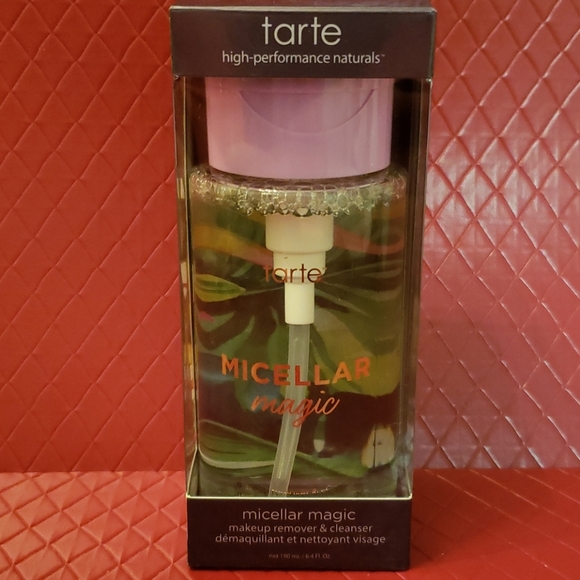 tarte
high-performance naturals™
tarte
MICELLAR
magic
micellar magic
makeup remover & cleanser
démaquillant et nettoyant visage